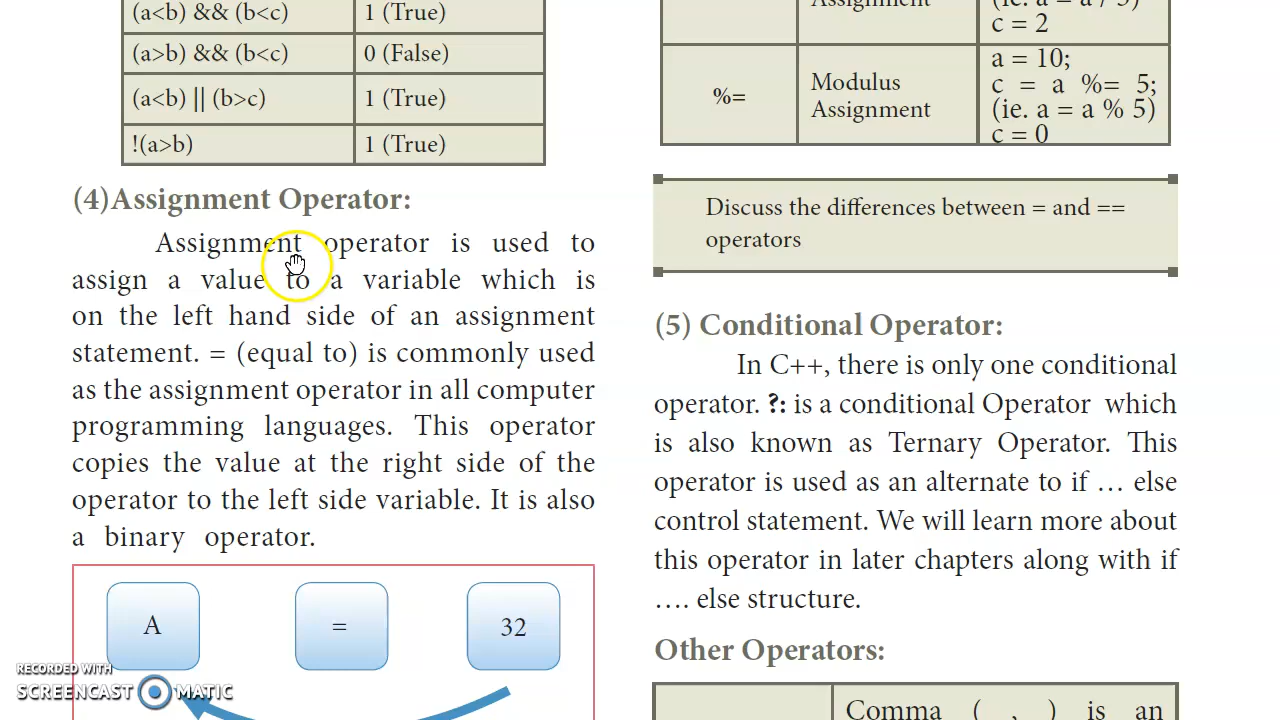 (a<b) && (b<c) 1 (True)
(a>b) && (b<c) 0 (False)
(a<b) || (b>c) 1 (True)
!(a>b) 1 (True)
(4)Assignment Operator:
Assignment operator is used to
assign a value to a variable which is
on the left hand side of an assignment
statement. = (equal to) is commonly used
as the assignment operator in all computer
programming languages. This operator
copies the value at the right side of the
operator to the left side variable. It is also
a binary operator.
A = 32
RECORDED WITH
SCREENCAST MATIC
Assignment
(ie. a = a / 5)
c = 2
%=
Modulus
Assignment
a = 10;
c = a %= 5;
(ie. a = a % 5)
c = 0
Discuss the differences between = and ==
operators
(5) Conditional Operator:
In C++, there is only one conditional
operator. ?: is a conditional Operator which
is also known as Ternary Operator. This
operator is used as an alternate to if … else
control statement. We will learn more about
this operator in later chapters along with if
…. else structure.
Other Operators:
Comma ( , ) is an